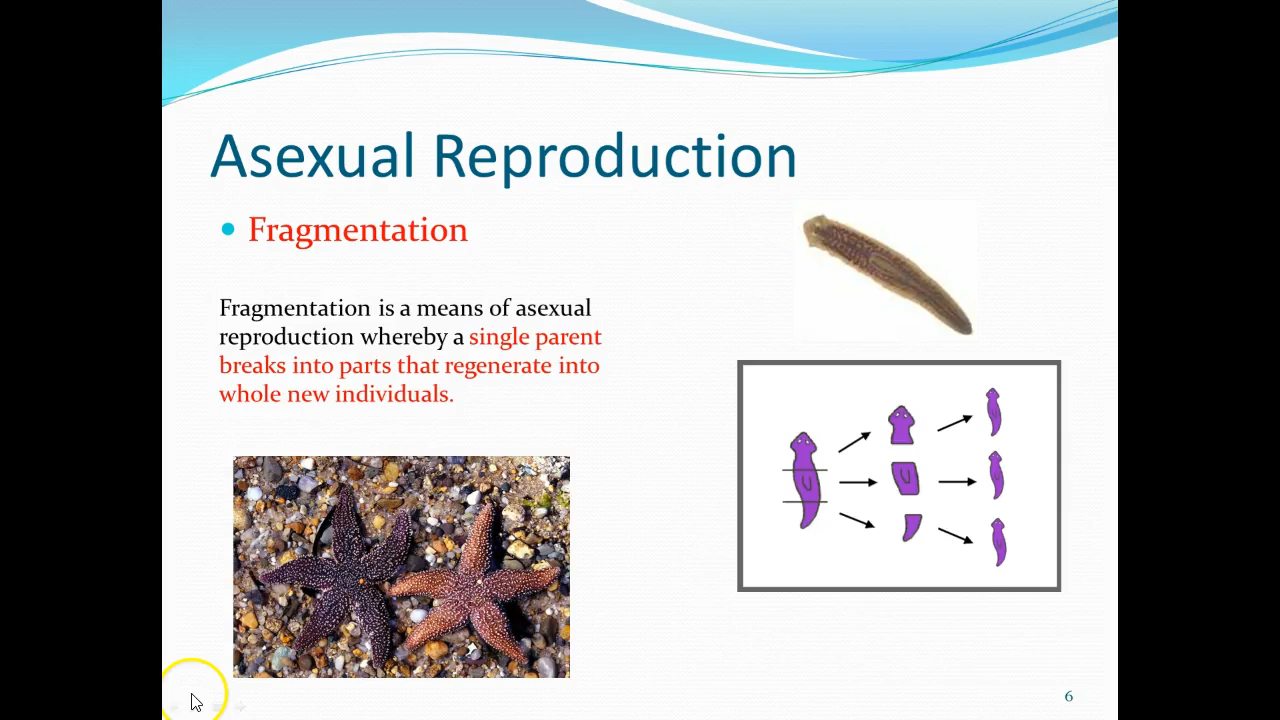 Asexual Reproduction
• Fragmentation
Fragmentation is a means of asexual
reproduction whereby a single parent
breaks into parts that regenerate into
whole new individuals.
6